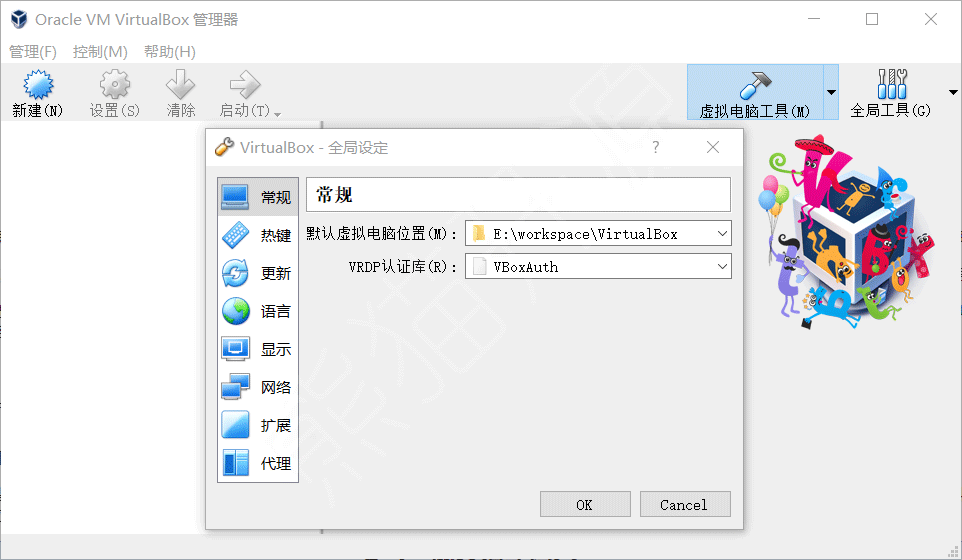 Oracle VM VirtualBox 管理器
管理(F) 控制(M) 帮助(H)
新建(N) 设置(S) 清除 启动(T) 虚拟电脑工具(M) 全局工具(G)
VirtualBox - 全局设定
常规
热键
更新
语言
显示
网络
扩展
代理
常规
默认虚拟电脑位置(M): E:\workspace\VirtualBox
VRDP认证库(R): VBoxAuth
OK Cancel